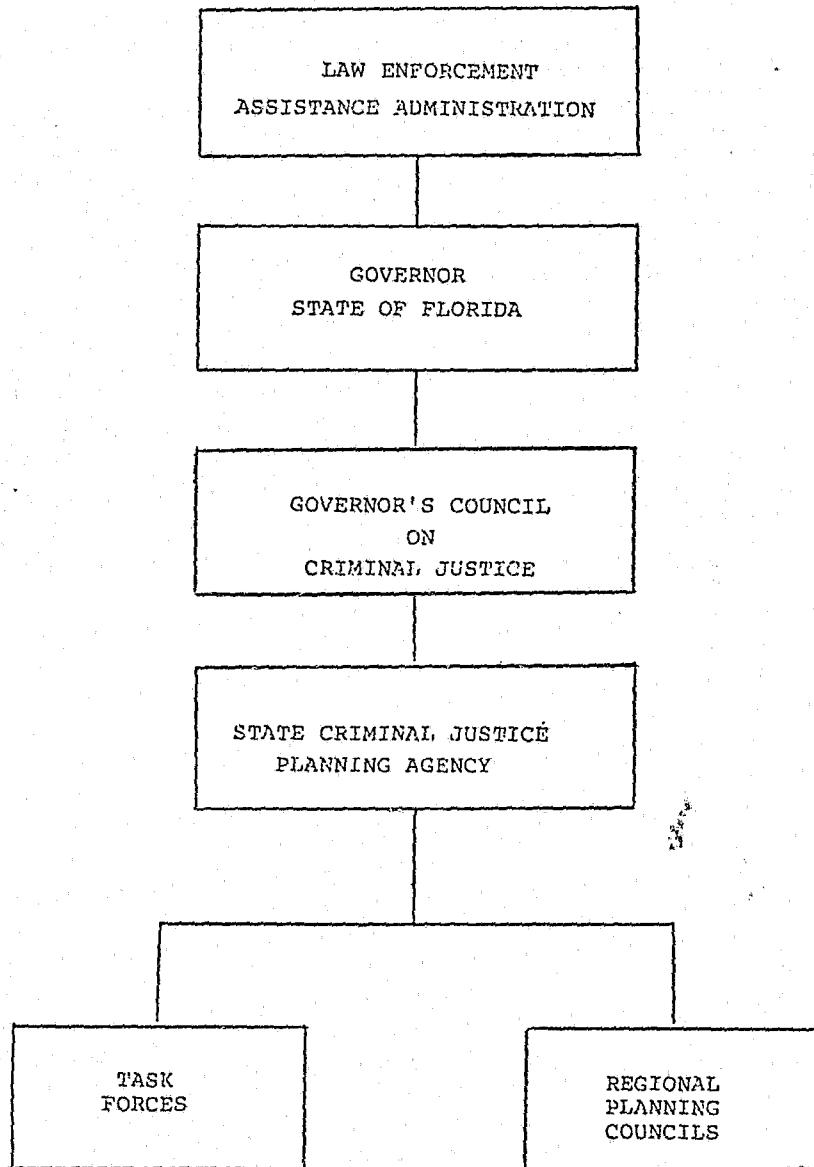 LAW ENFORCEMENT
ASSISTANCE ADMINISTRATION
GOVERNOR
STATE OF FLORIDA
GOVERNOR'S COUNCIL
ON
CRIMINAL JUSTICE
STATE CRIMINAL JUSTICE
PLANNING AGENCY
TASK
FORCES
REGIONAL
PLANNING
COUNCILS